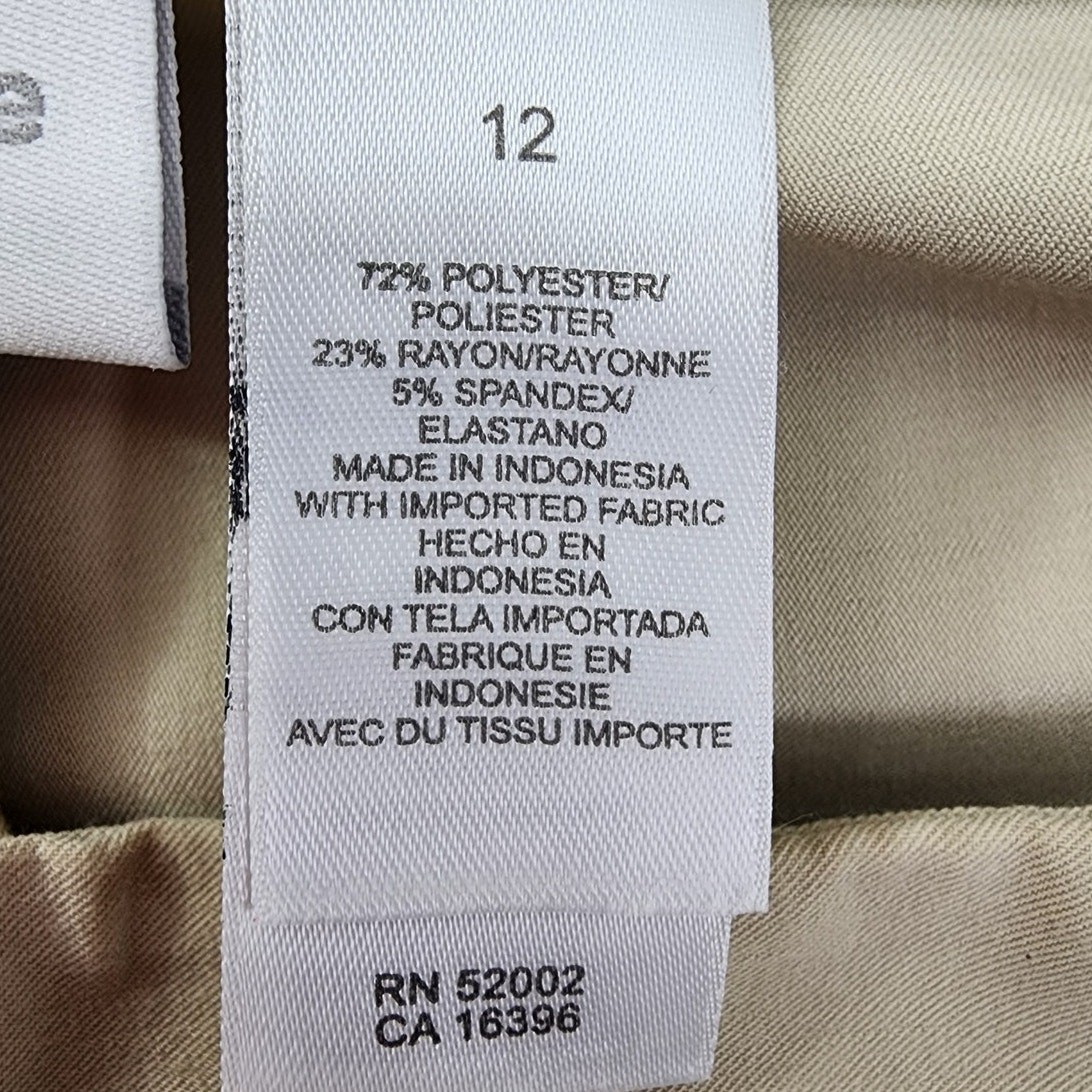 e
12
72% POLYESTER/
POLIESTER
23% RAYON/RAYONNE
5% SPANDEX/
ELASTANO
MADE IN INDONESIA
WITH IMPORTED FABRIC
HECHO EN
INDONESIA
CON TELA IMPORTADA
FABRIQUE EN
INDONESIE
AVEC DU TISSU IMPORTE
RN 52002
CA 16396